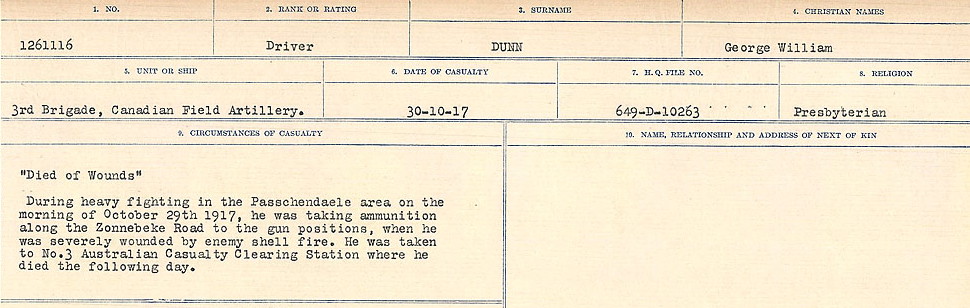 1. NO. 2. RANK OR RATING 3. SURNAME 4. CHRISTIAN NAMES
1261116 Driver DUNN George William
5. UNIT OR SHIP 6. DATE OF CASUALTY 7. H.Q. FILE NO. 8. RELIGION
3rd Brigade, Canadian Field Artillery. 30-10-17 649-D-10263 Presbyterian
9. CIRCUMSTANCES OF CASUALTY 10. NAME, RELATIONSHIP AND ADDRESS OF NEXT OF KIN
"Died of Wounds"
During heavy fighting in the Passchendaele area on the
morning of October 29th 1917, he was taking ammunition
along the Zonnebeke Road to the gun positions, when he
was severely wounded by enemy shell fire. He was taken
to No.3 Australian Casualty Clearing Station where he
died the following day.